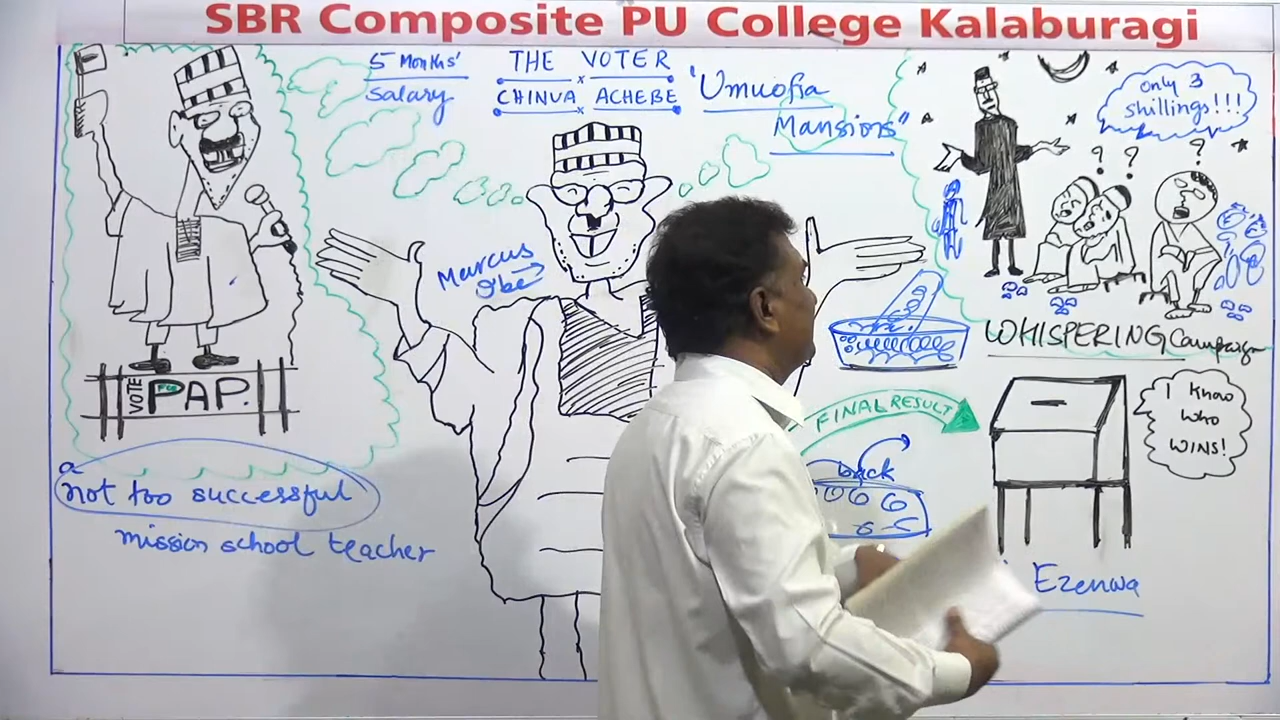 SBR Composite PU College Kalaburagi
5 Months'
salary
THE VOTER
CHINUA ACHEBE
'Umuofia
Mansions"
only 3
shillings!!!
? ? ?
Marcus
Ibe
WHISPERING Campaign
VOTE
PAP.
FINAL RESULT
I know
who
WINS!
back
a
not too successful
mission school teacher
Ezenwa